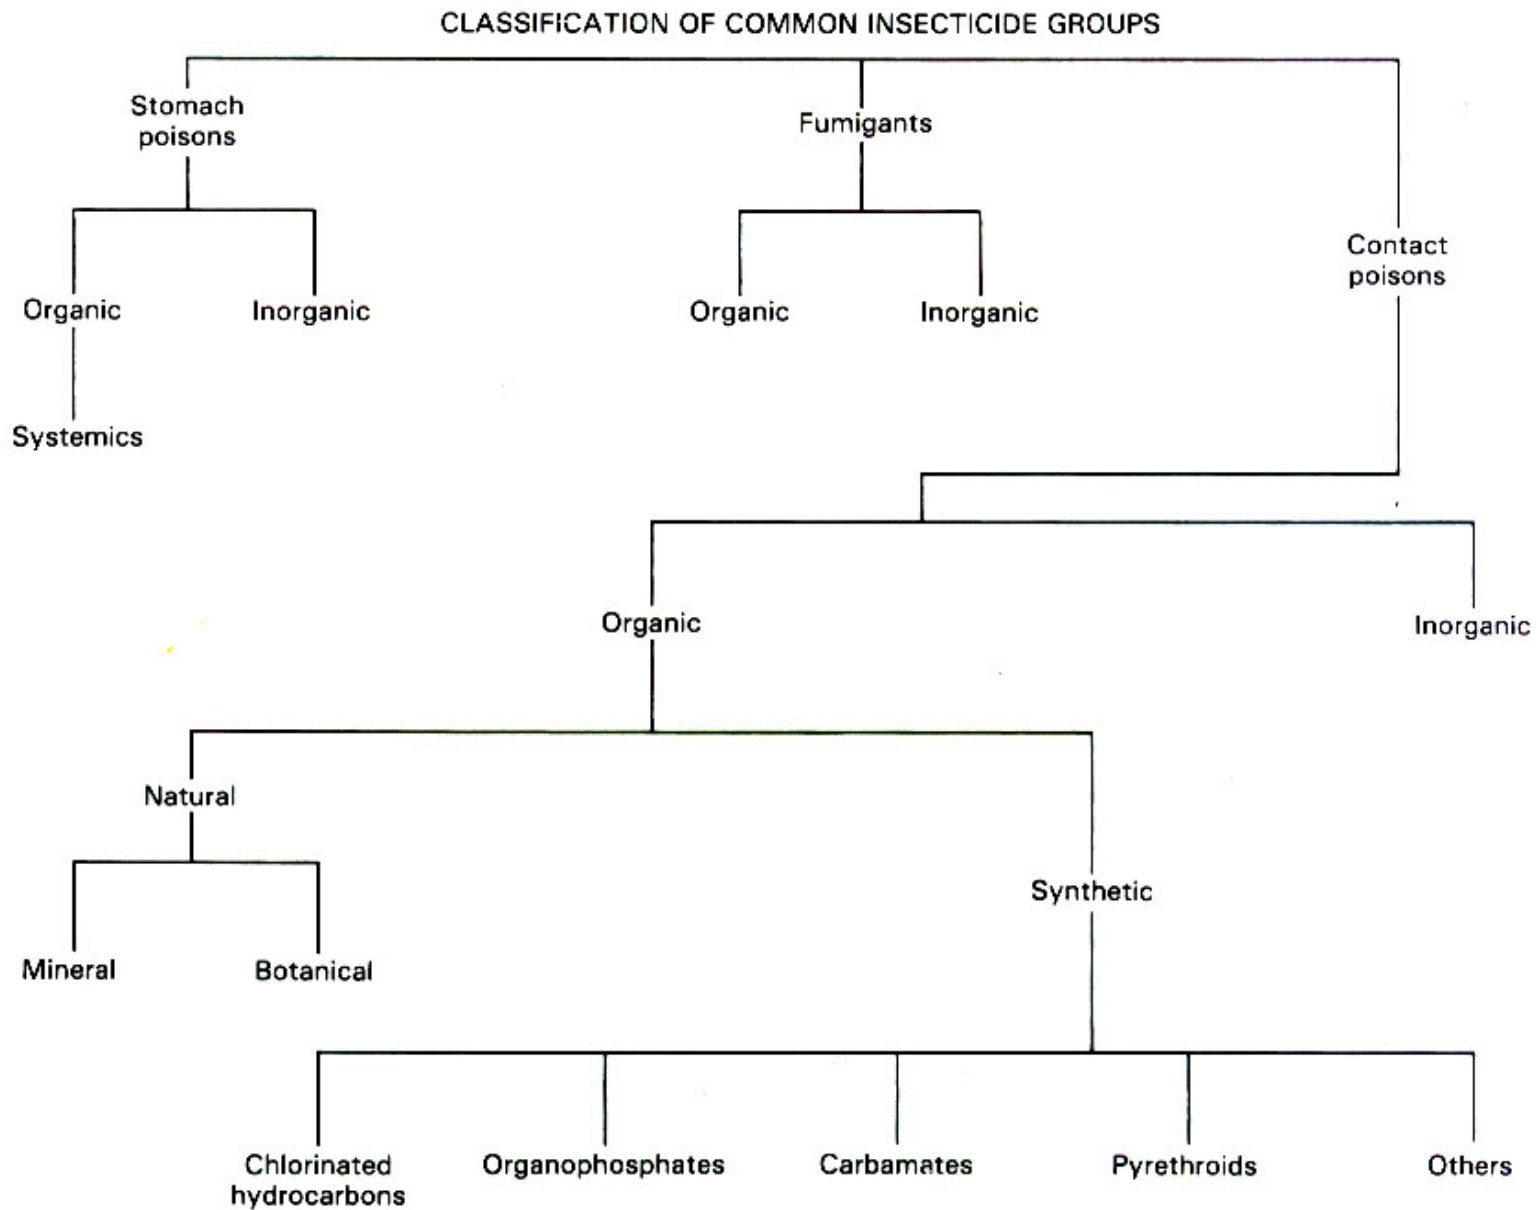 CLASSIFICATION OF COMMON INSECTICIDE GROUPS
Stomach
poisons
Fumigants
Contact
poisons
Organic
Inorganic
Organic
Inorganic
Systemics
Organic
Inorganic
Natural
Synthetic
Mineral
Botanical
Chlorinated
hydrocarbons
Organophosphates
Carbamates
Pyrethroids
Others